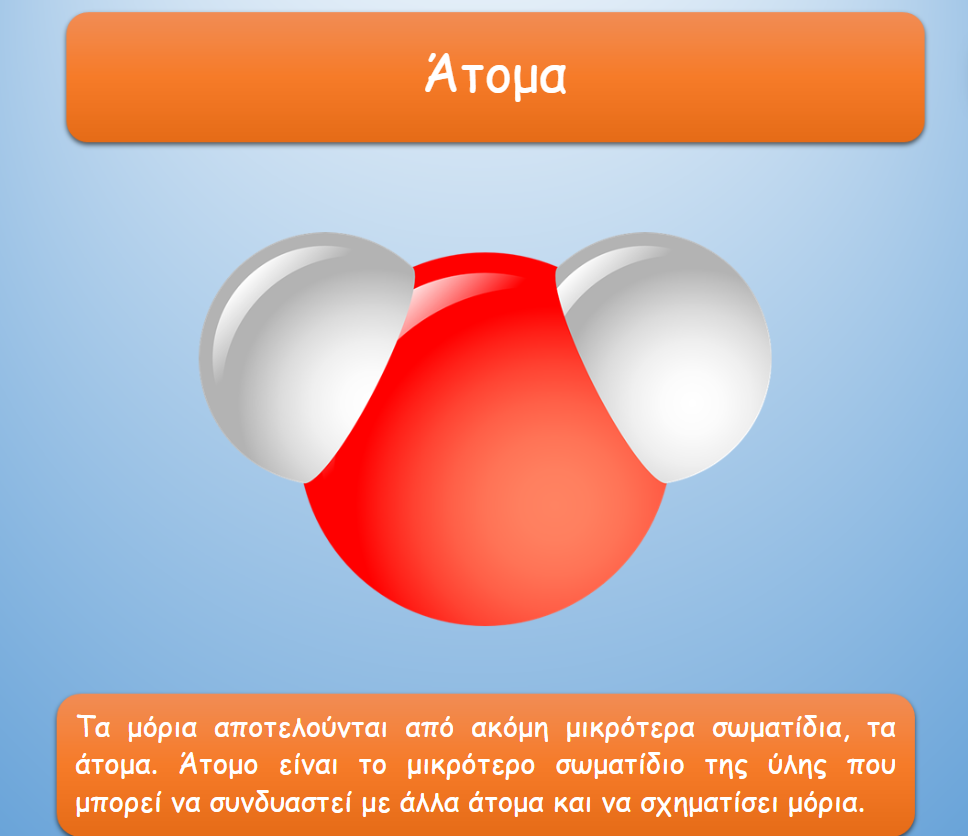 Άτομα
Τα μόρια αποτελούνται από ακόμη μικρότερα σωματίδια, τα
άτομα. Άτομο είναι το μικρότερο σωματίδιο της ύλης που
μπορεί να συνδυαστεί με άλλα άτομα και να σχηματίσει μόρια.